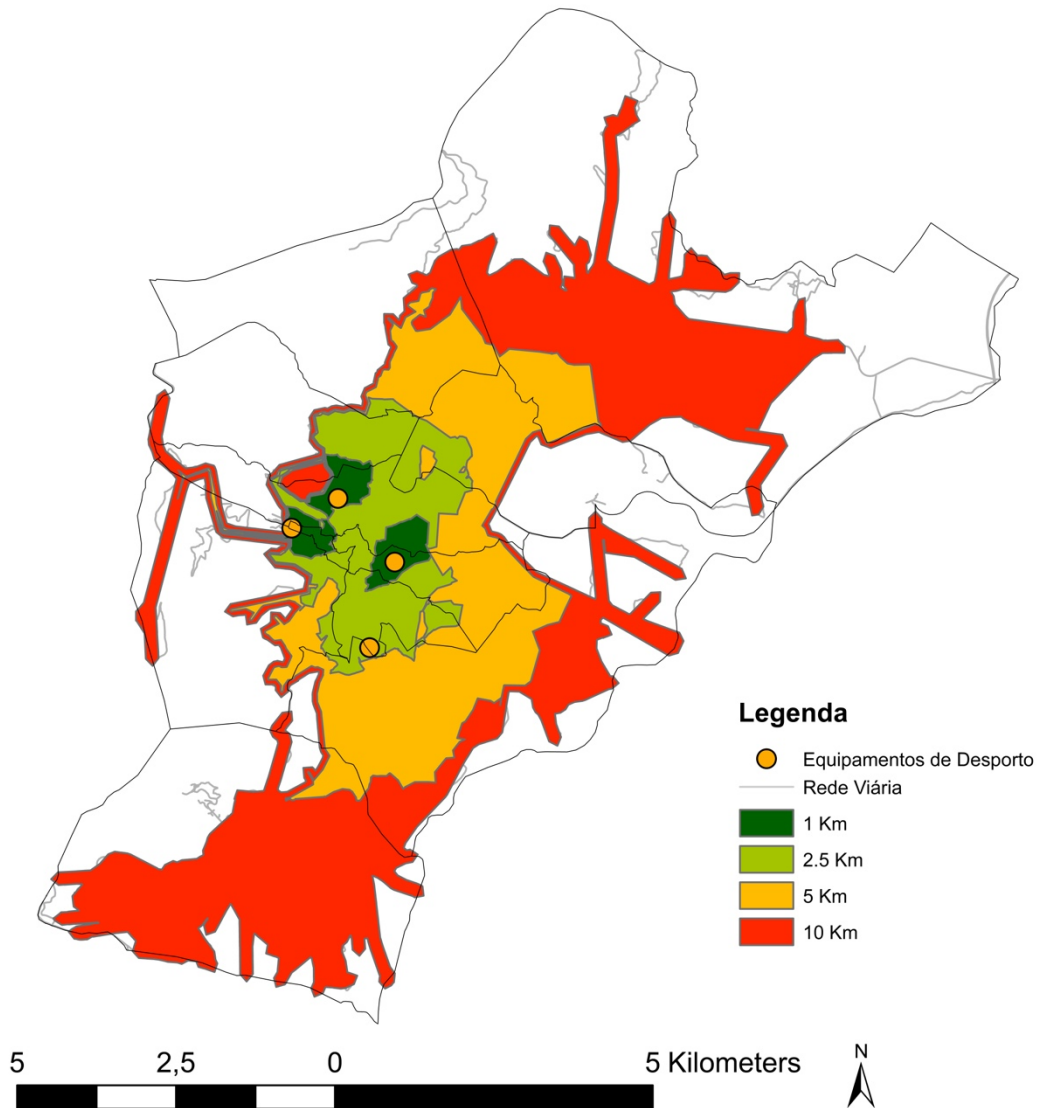 Legenda
Equipamentos de Desporto
Rede Viária
1 Km
2.5 Km
5 Km
10 Km
5 2,5 0 5 Kilometers
N